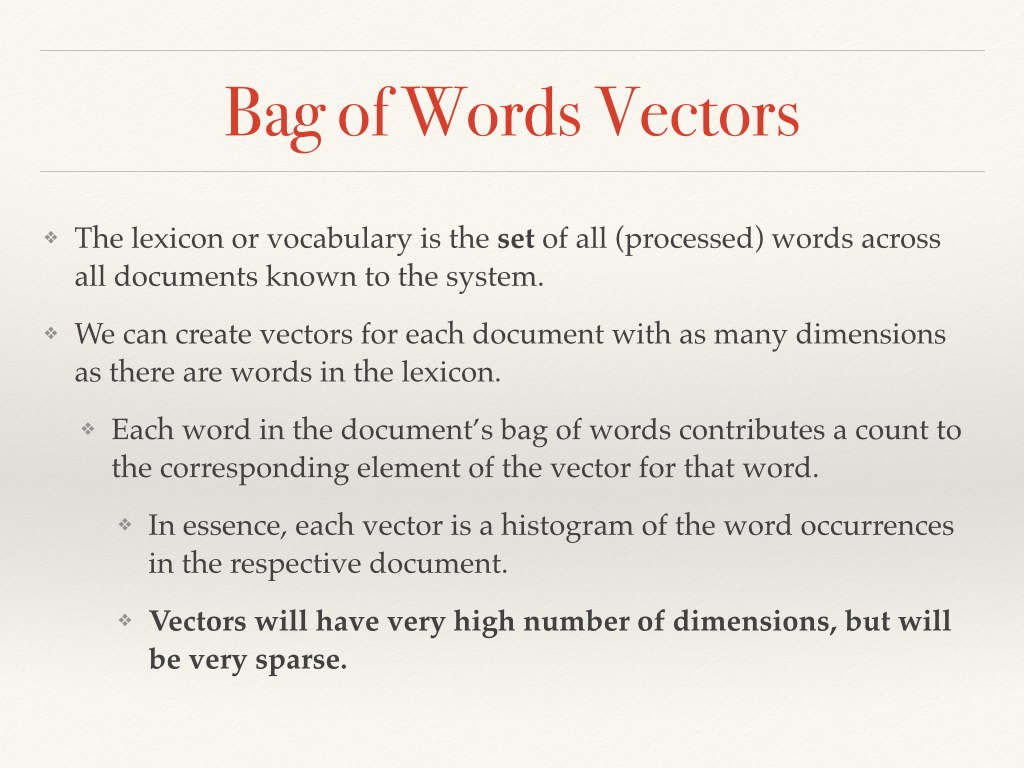 Bag of Words Vectors
❖ The lexicon or vocabulary is the set of all (processed) words across
all documents known to the system.
❖ We can create vectors for each document with as many dimensions
as there are words in the lexicon.
❖ Each word in the document’s bag of words contributes a count to
the corresponding element of the vector for that word.
❖ In essence, each vector is a histogram of the word occurrences
in the respective document.
❖ Vectors will have very high number of dimensions, but will
be very sparse.